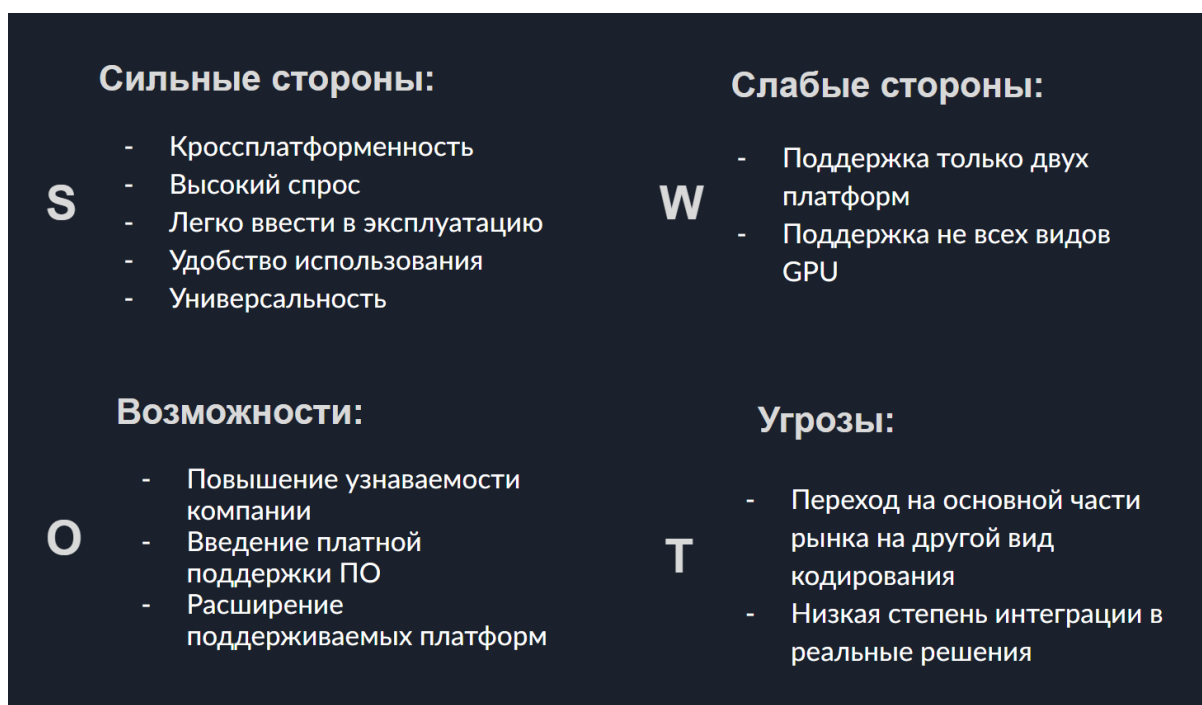 Сильные стороны:
S
- Кроссплатформенность
- Высокий спрос
- Легко ввести в эксплуатацию
- Удобство использования
- Универсальность
Слабые стороны:
W
- Поддержка только двух
платформ
- Поддержка не всех видов
GPU
Возможности:
O
- Повышение узнаваемости
компании
- Введение платной
поддержки ПО
- Расширение
поддерживаемых платформ
Угрозы:
T
- Переход на основной части
рынка на другой вид
кодирования
- Низкая степень интеграции в
реальные решения